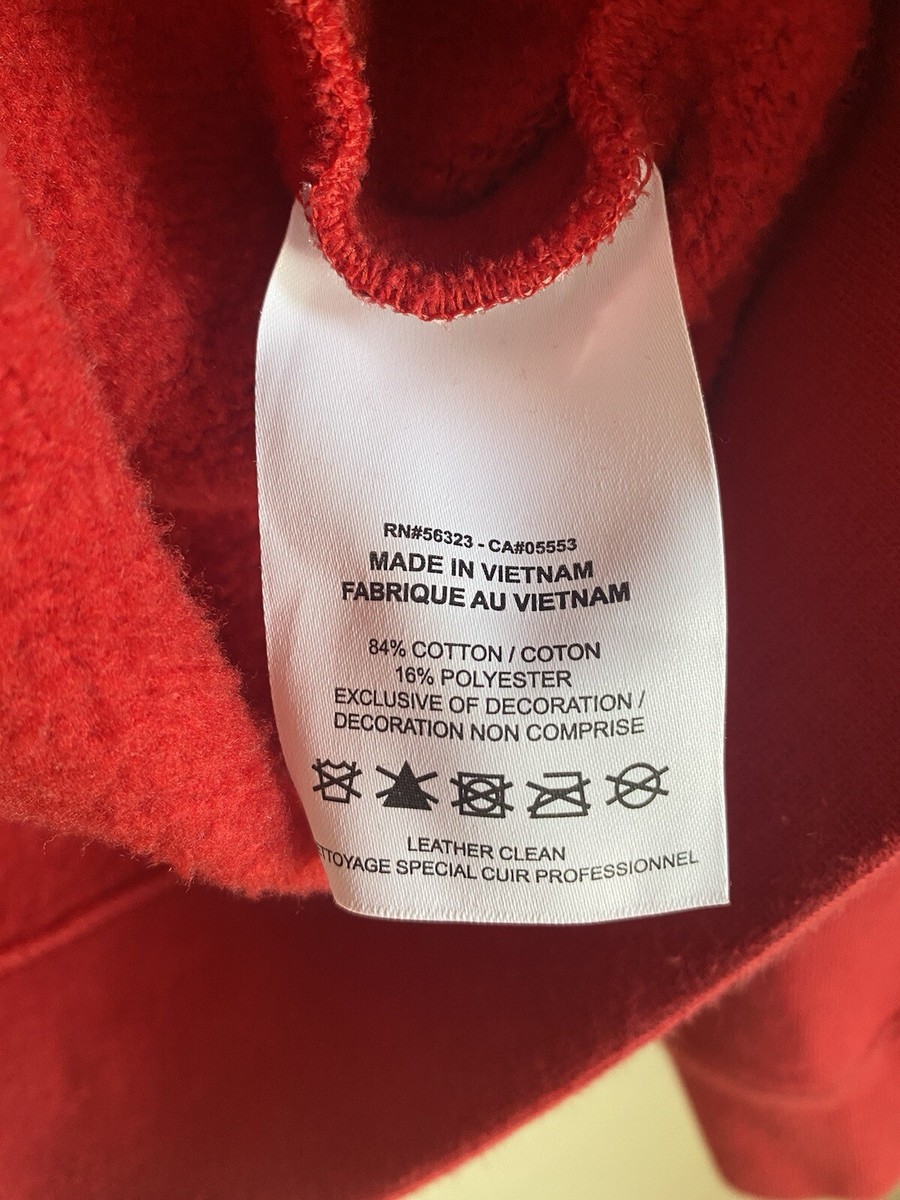 RN#56323 - CA#05553
MADE IN VIETNAM
FABRIQUE AU VIETNAM
84% COTTON / COTON
16% POLYESTER
EXCLUSIVE OF DECORATION /
DECORATION NON COMPRISE
LEATHER CLEAN
TTOYAGE SPECIAL CUIR PROFESSIONNEL